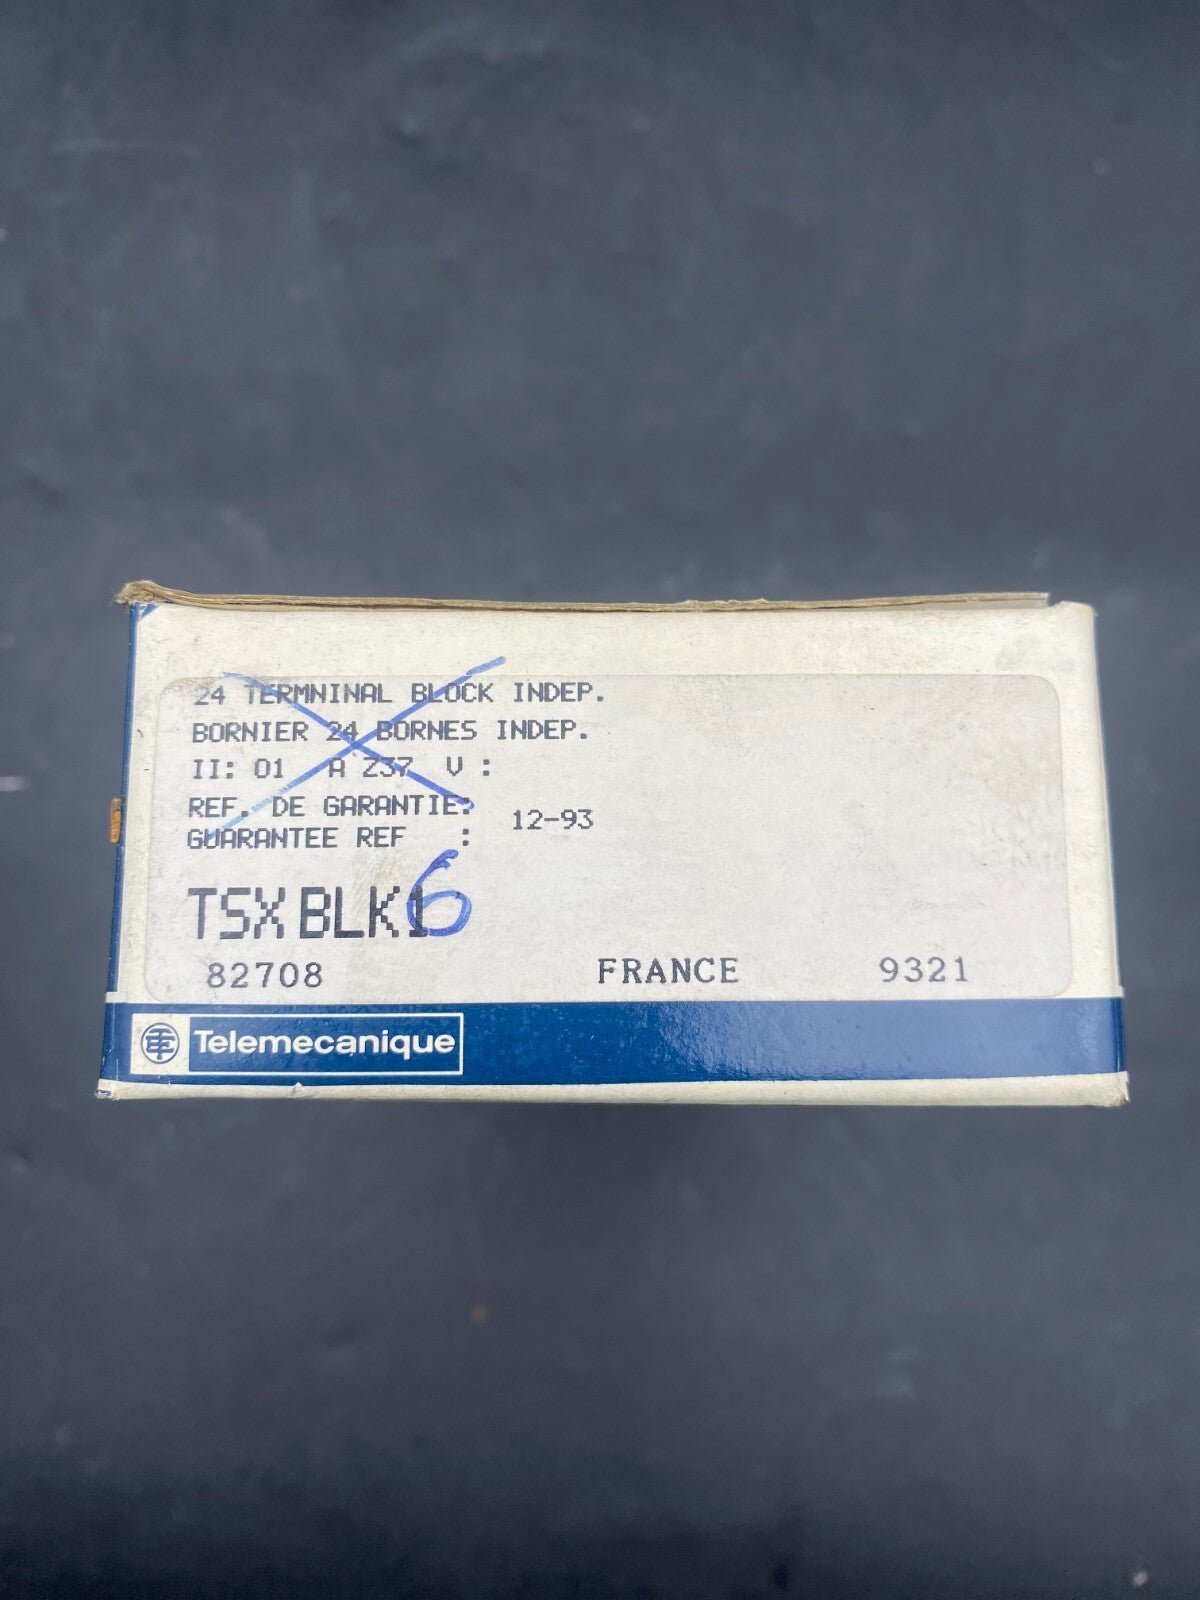 24 TERMNINAL BLOCK INDEP.
BORNIER 24 BORNES INDEP.
II: 01 A Z37 V :
REF. DE GARANTIE:
GUARANTEE REF : 12-93
TSX BLK1 6
82708 FRANCE 9321
Telemecanique